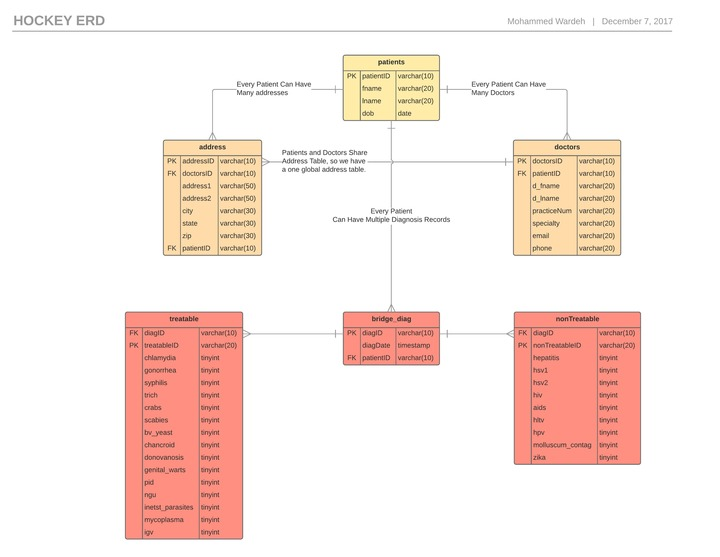 HOCKEY ERD
Mohammed Wardeh | December 7, 2017
patients
PK patientID varchar(10)
fname varchar(20)
lname varchar(20)
dob date
Every Patient Can Have
Many addresses
Every Patient Can Have
Many Doctors
address
PK addressID varchar(10)
FK doctorsID varchar(10)
address1 varchar(50)
address2 varchar(50)
city varchar(30)
state varchar(30)
zip varchar(30)
FK patientID varchar(10)
Patients and Doctors Share
Address Table, so we have
a one global address table.
doctors
PK doctorsID varchar(10)
FK patientID varchar(20)
d_fname varchar(20)
d_lname varchar(20)
practiceNum varchar(20)
specialty varchar(20)
email varchar(20)
phone varchar(20)
Every Patient
Can Have Multiple Diagnosis Records
treatable
FK diagID varchar(10)
PK treatableID varchar(20)
chlamydia tinyint
gonorrhea tinyint
syphilis tinyint
trich tinyint
crabs tinyint
scabies tinyint
bv_yeast tinyint
chancroid tinyint
donovanosis tinyint
genital_warts tinyint
pid tinyint
ngu tinyint
inetst_parasites tinyint
mycoplasma tinyint
igv tinyint
bridge_diag
PK diagID varchar(10)
diagDate timestamp
FK patientID varchar(10)
nonTreatable
FK diagID varchar(10)
PK nonTreatableID varchar(20)
hepatitis tinyint
hsv1 tinyint
hsv2 tinyint
hiv tinyint
aids tinyint
hltv tinyint
hpv tinyint
molluscum_contag tinyint
zika tinyint